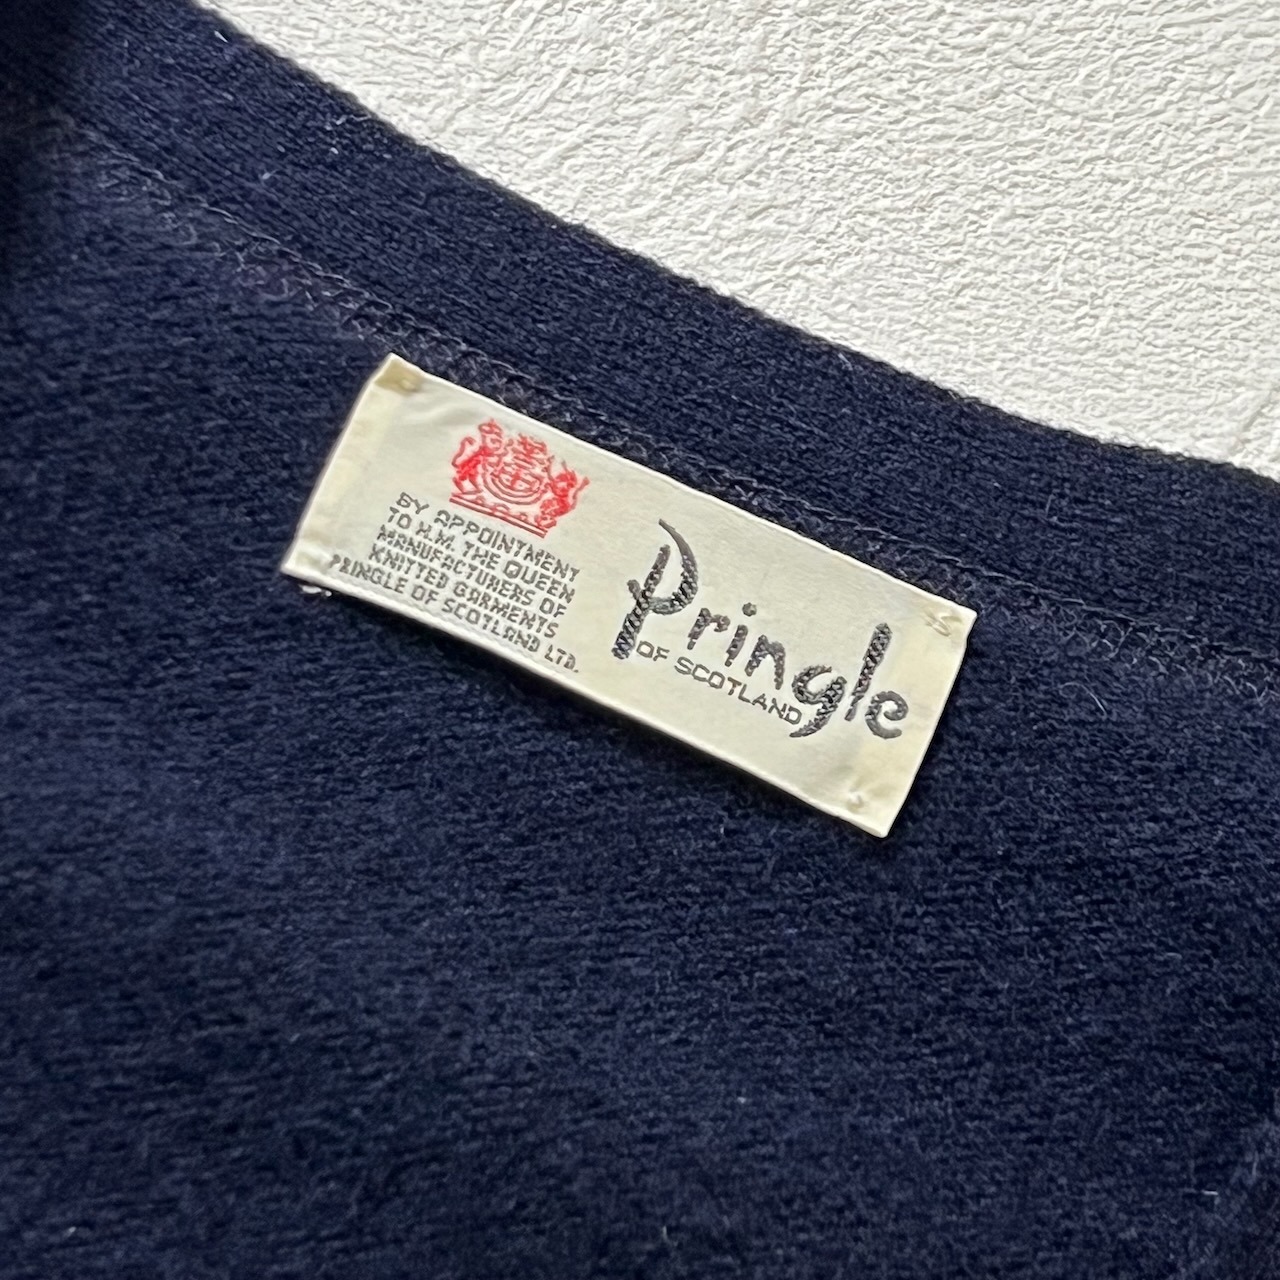 BY APPOINTMENT
TO H.M. THE QUEEN
MANUFACTURERS OF
KNITTED GARMENTS
PRINGLE OF SCOTLAND LTD.
Pringle
OF SCOTLAND